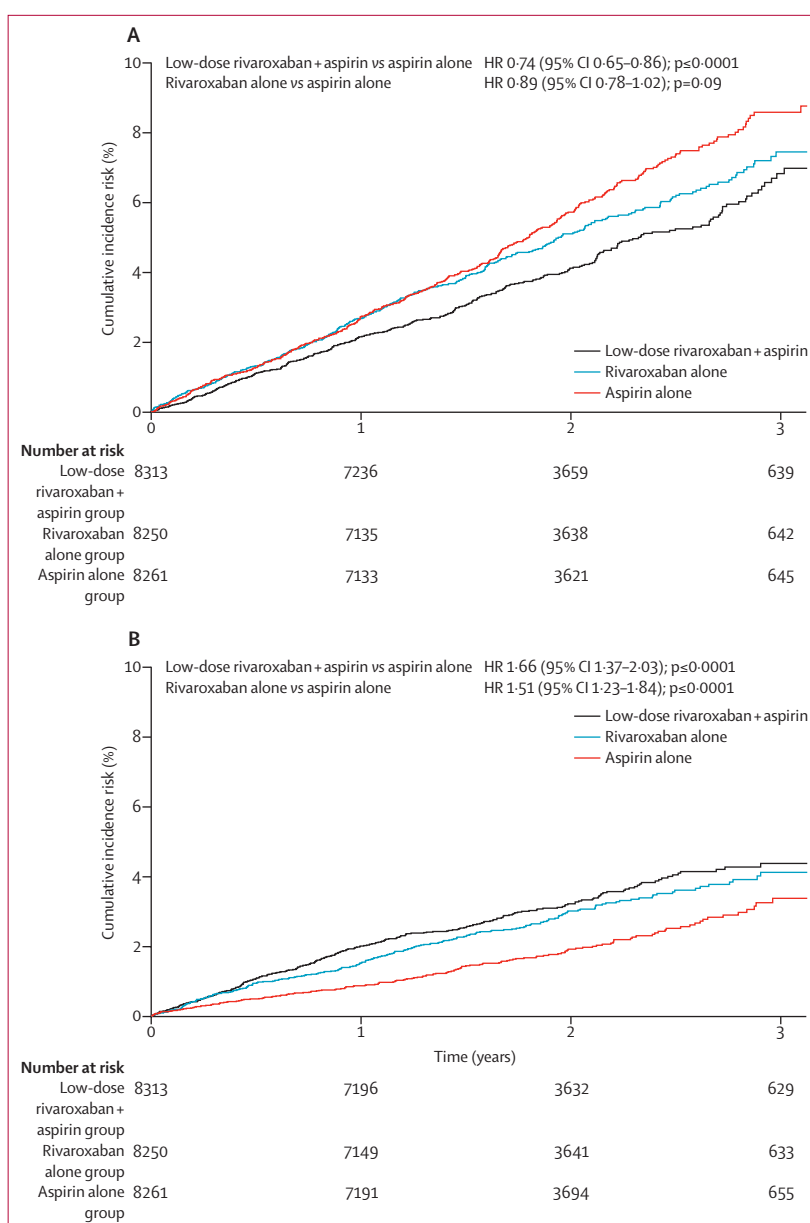 A
Low-dose rivaroxaban + aspirin vs aspirin alone HR 0·74 (95% CI 0·65–0·86); p≤0·0001
Rivaroxaban alone vs aspirin alone HR 0·89 (95% CI 0·78–1·02); p=0·09
10
8
6
4
2
0
Cumulative incidence risk (%)
Low-dose rivaroxaban + aspirin
Rivaroxaban alone
Aspirin alone
0 1 2 3
Number at risk
Low-dose 8313 7236 3659 639
rivaroxaban +
aspirin group
Rivaroxaban 8250 7135 3638 642
alone group
Aspirin alone 8261 7133 3621 645
group
B
Low-dose rivaroxaban + aspirin vs aspirin alone HR 1·66 (95% CI 1·37–2·03); p≤0·0001
Rivaroxaban alone vs aspirin alone HR 1·51 (95% CI 1·23–1·84); p≤0·0001
10
8
6
4
2
0
Cumulative incidence risk (%)
Low-dose rivaroxaban + aspirin
Rivaroxaban alone
Aspirin alone
0 1 2 3
Time (years)
Number at risk
Low-dose 8313 7196 3632 629
rivaroxaban +
aspirin group
Rivaroxaban 8250 7149 3641 633
alone group
Aspirin alone 8261 7191 3694 655
group